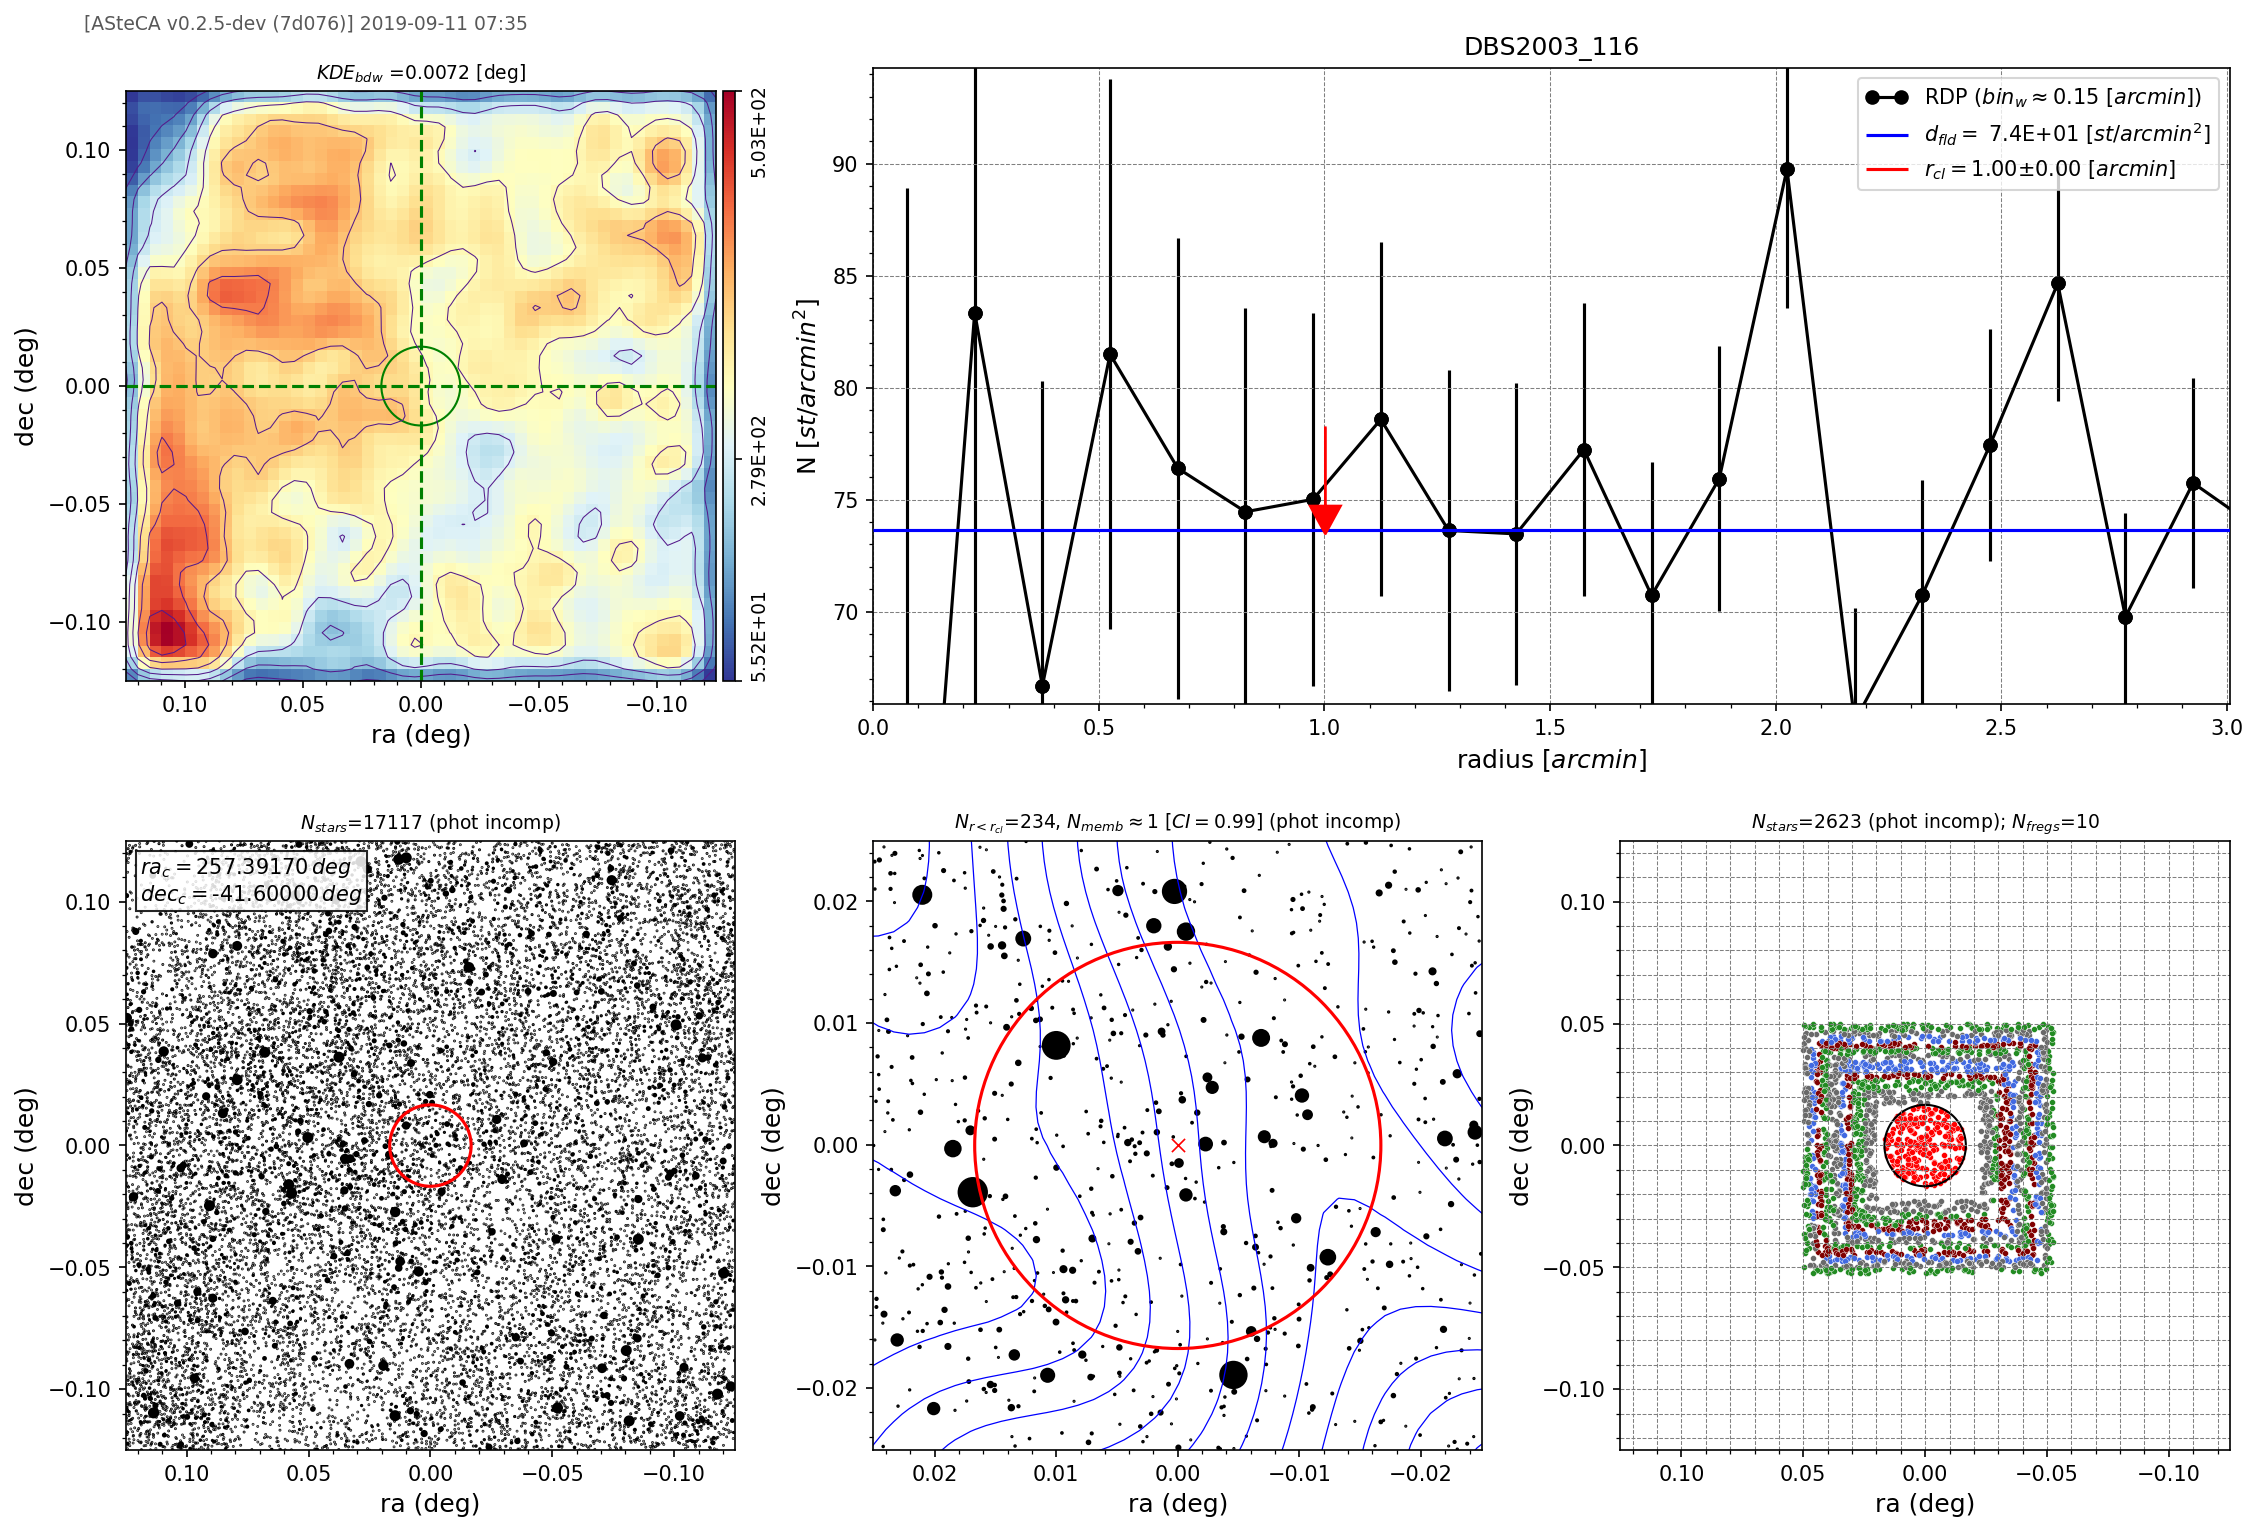 [ASteCA v0.2.5-dev (7d076)] 2019-09-11 07:35
KDE_bdw =0.0072 [deg]
0.10
0.05
0.00
−0.05
−0.10
dec (deg)
0.10 0.05 0.00 −0.05 −0.10
ra (deg)
5.03E+02
2.79E+02
5.52E+01
DBS2003_116
RDP (bin_w≈0.15 [arcmin])
d_fld = 7.4E+01 [st/arcmin²]
r_cl = 1.00±0.00 [arcmin]
90
85
80
75
70
N [st/arcmin²]
0.0 0.5 1.0 1.5 2.0 2.5 3.0
radius [arcmin]
N_stars=17117 (phot incomp)
ra_c = 257.39170 deg
dec_c = -41.60000 deg
0.10
0.05
0.00
−0.05
−0.10
dec (deg)
0.10 0.05 0.00 −0.05 −0.10
ra (deg)
N_r<r_cl=234, N_memb≈1 [CI = 0.99] (phot incomp)
0.02
0.01
0.00
−0.01
−0.02
dec (deg)
0.02 0.01 0.00 −0.01 −0.02
ra (deg)
N_stars=2623 (phot incomp); N_fregs=10
0.10
0.05
0.00
−0.05
−0.10
dec (deg)
0.10 0.05 0.00 −0.05 −0.10
ra (deg)